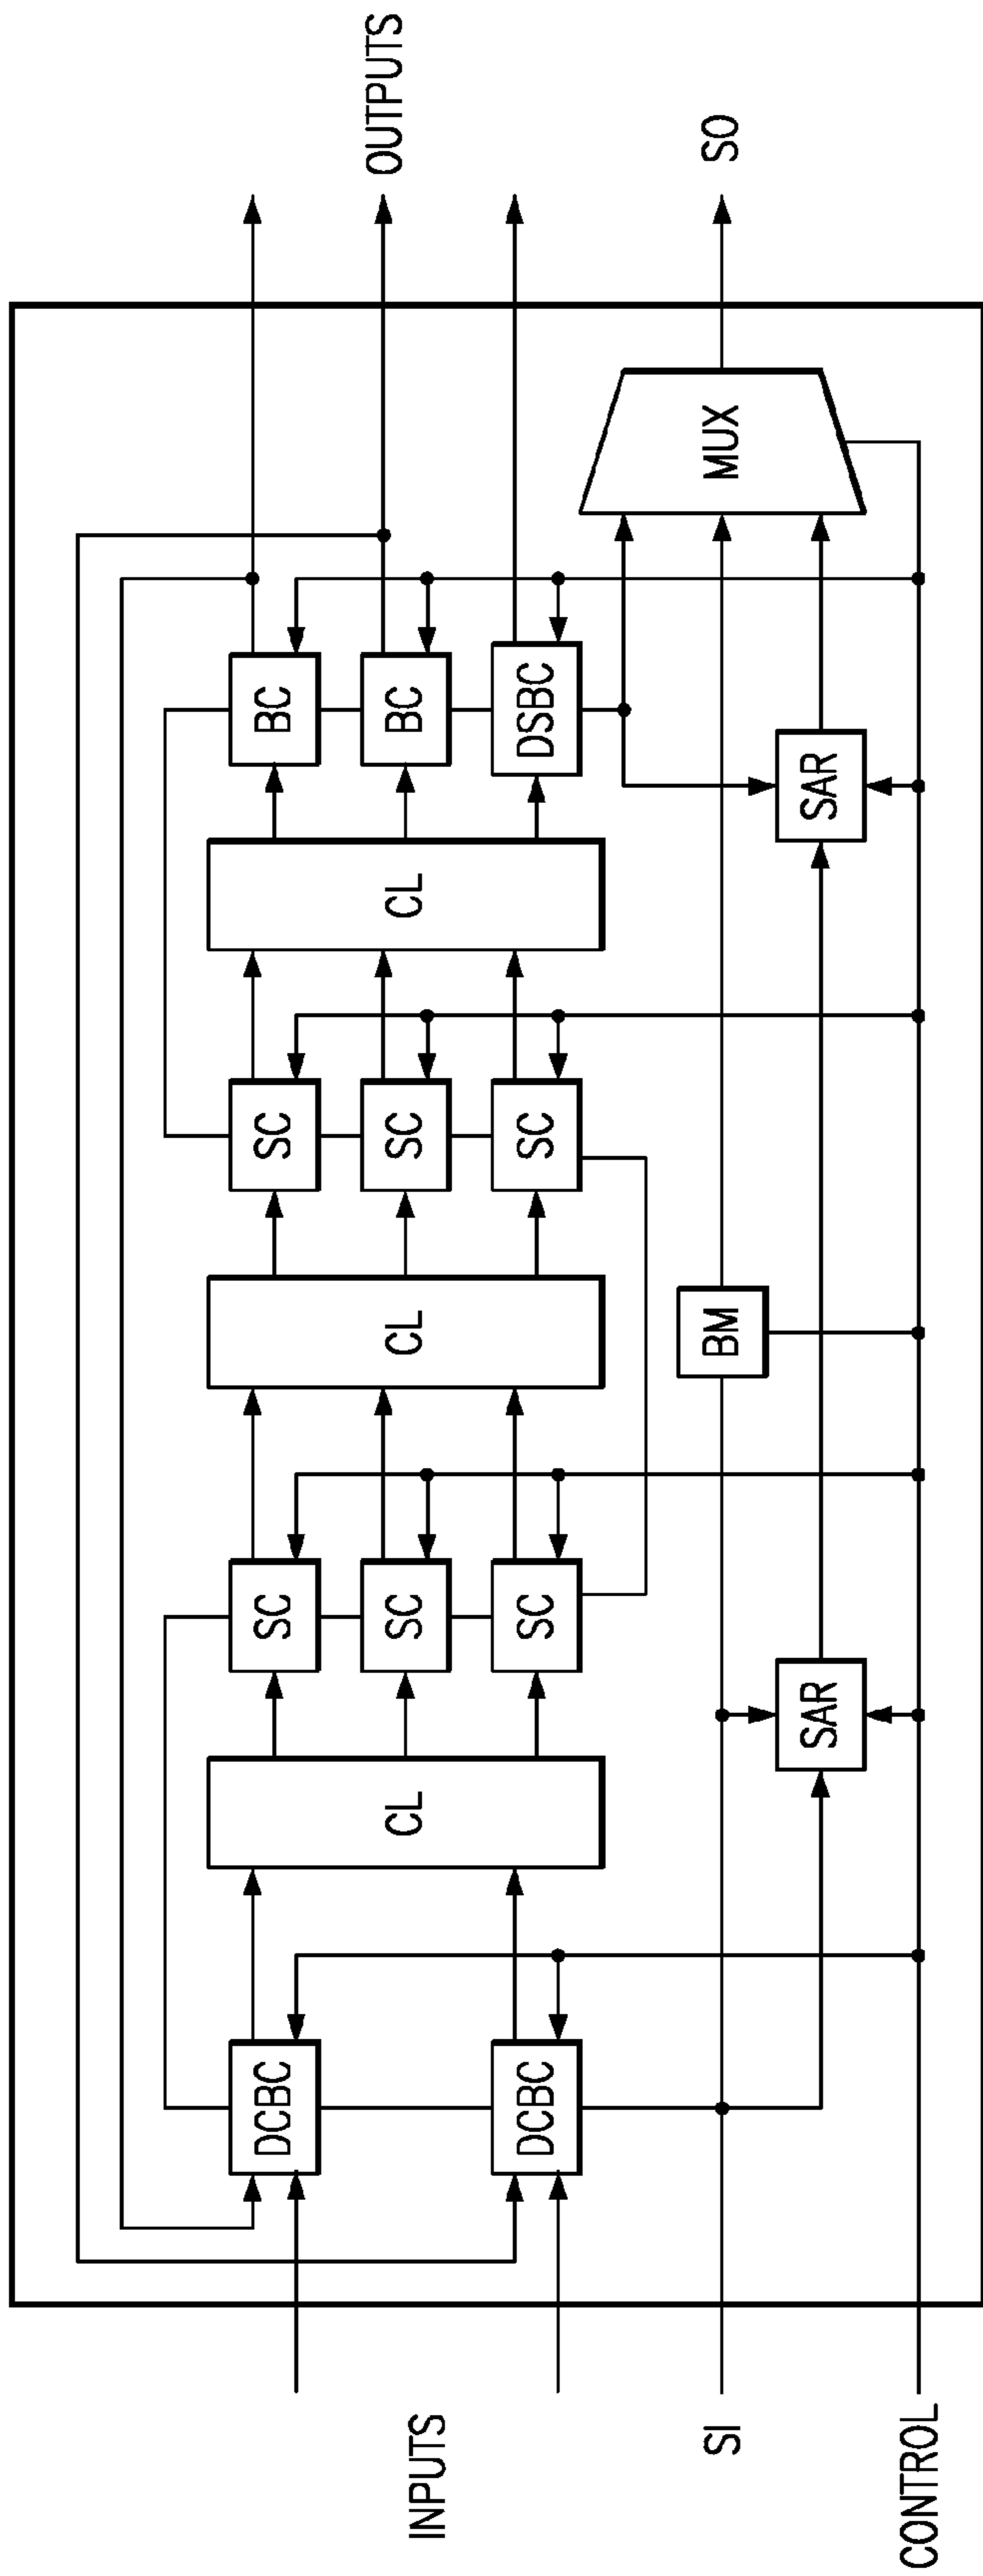 INPUTS
SI
CONTROL
DCBC
DCBC
CL
SC
SC
SC
SAR
CL
BM
SC
SC
SC
CL
BC
BC
DSBC
SAR
MUX
OUTPUTS
SO